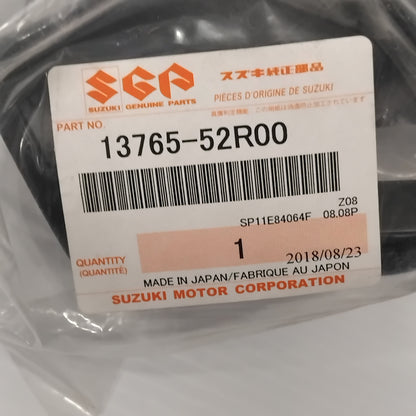 SGP スズキ純正部品
SUZUKI GENUINE PARTS
PIÈCES D'ORIGINE DE SUZUKI
PART NO.
13765-52R00
Z08
SP11E84064F 08.08P
QUANTITY
(QUANTITÉ)
1
2018/08/23
MADE IN JAPAN/FABRIQUE AU JAPON
SUZUKI MOTOR CORPORATION